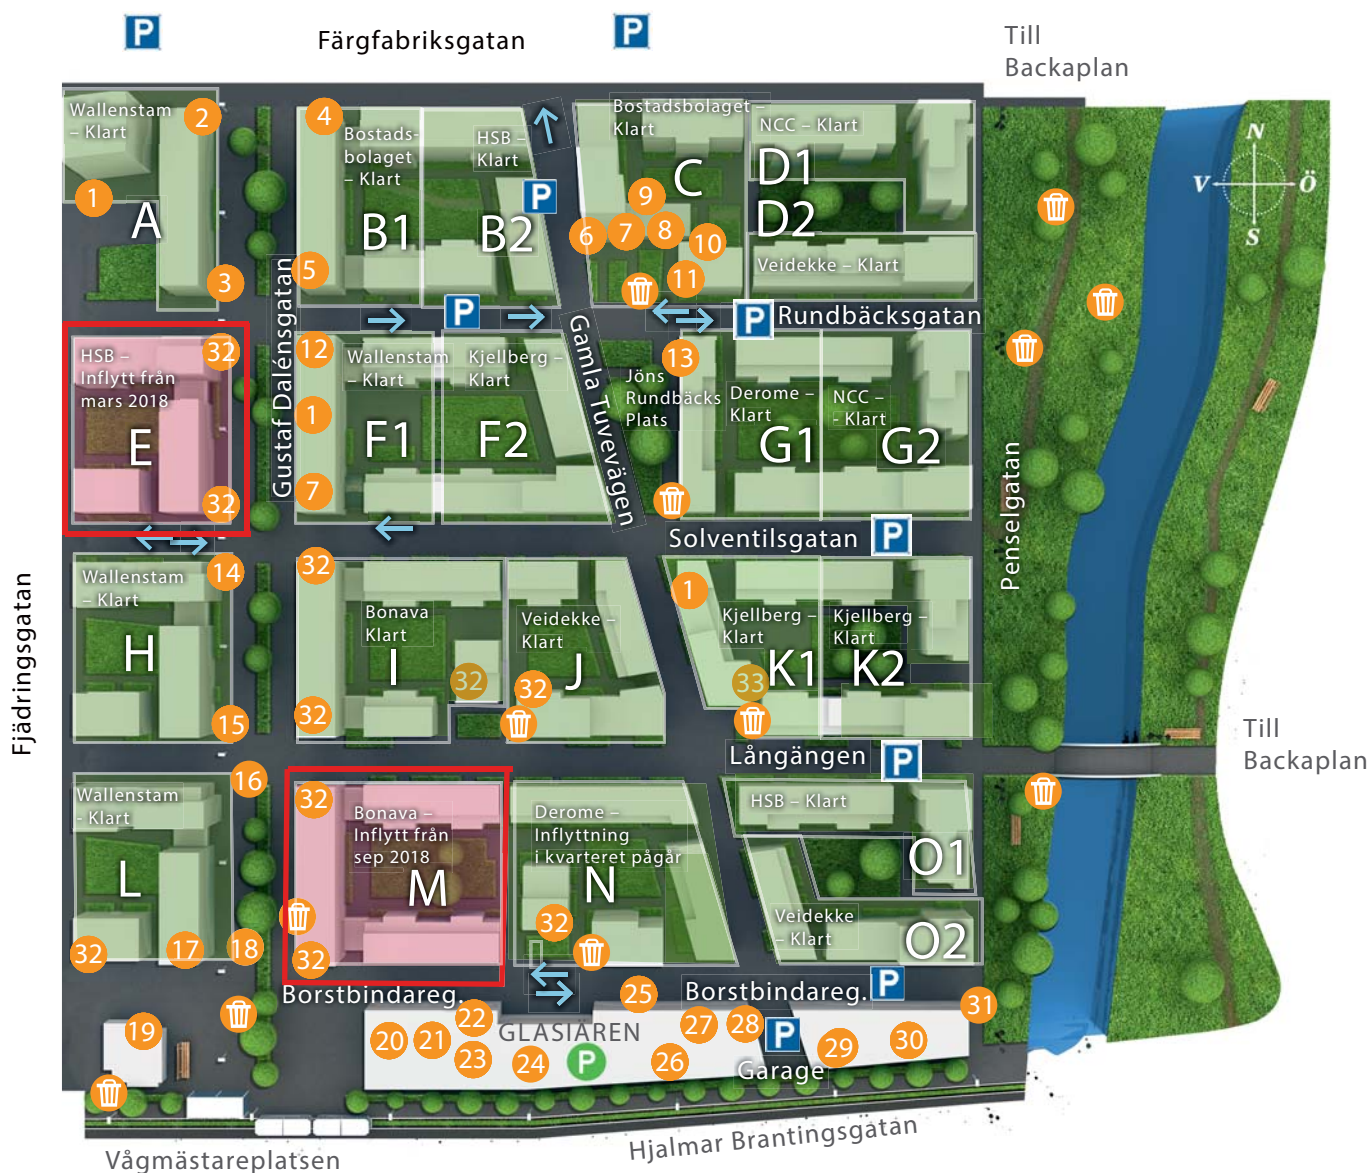 P
P
Färgfabriksgatan
Till
Backaplan
Wallenstam
– Klart
2
1
A
3
4
Bostads-
bolaget
– Klart
B1
5
HSB –
Klart
P
B2
Bostadsbolaget –
Klart
C
9
6
7
8
10
11
NCC – Klart
D1
D2
Veidekke – Klart
N
V
Ö
S
Gustaf Dalénsgatan
P
P
Rundbäcksgatan
Gamla Tuvevägen
HSB –
Inflytt från
mars 2018
32
E
32
12
Wallenstam
– Klart
1
F1
7
Kjellberg –
Klart
F2
Jöns
Rundbäcks
Plats
13
Derome –
Klart
G1
NCC –
- Klart
G2
Penselgatan
Solventilsgatan
P
Fjädringsgatan
Wallenstam
– Klart
14
H
15
32
Bonava
Klart
I
32
32
Veidekke –
Klart
J
32
1
Kjellberg –
Klart
K1
33
Kjellberg –
Klart
K2
Långängen
P
Till
Backaplan
Wallenstam
- Klart
16
L
32
17
18
32
Bonava –
Inflytt från
sep 2018
M
32
Derome –
Inflyttning
i kvarteret pågår
N
32
HSB – Klart
O1
Veidekke
– Klart
O2
Borstbindareg.
Borstbindareg.
P
19
20
21
22
23
GLASIÄREN
24
P
25
26
27
28
P
Garage
29
30
31
Vågmästareplatsen
Hjalmar Brantingsgatan